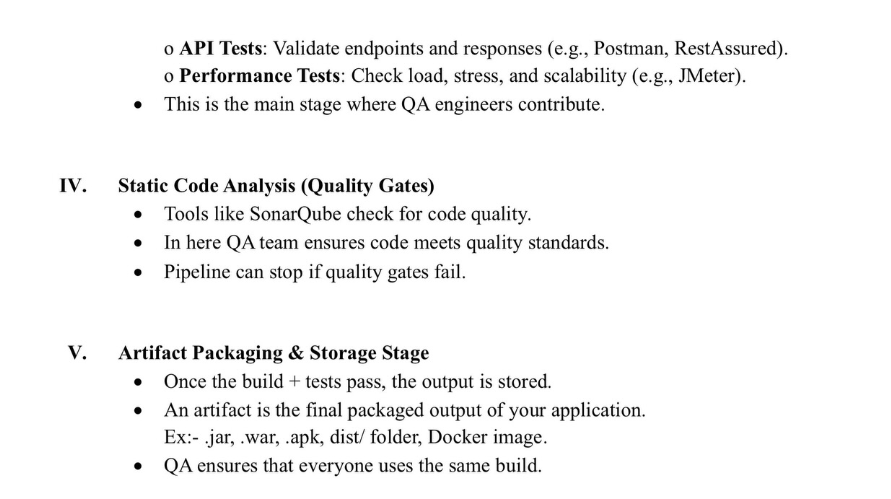 o API Tests: Validate endpoints and responses (e.g., Postman, RestAssured).
o Performance Tests: Check load, stress, and scalability (e.g., JMeter).
• This is the main stage where QA engineers contribute.
IV. Static Code Analysis (Quality Gates)
• Tools like SonarQube check for code quality.
• In here QA team ensures code meets quality standards.
• Pipeline can stop if quality gates fail.
V. Artifact Packaging & Storage Stage
• Once the build + tests pass, the output is stored.
• An artifact is the final packaged output of your application.
Ex:- .jar, .war, .apk, dist/ folder, Docker image.
• QA ensures that everyone uses the same build.